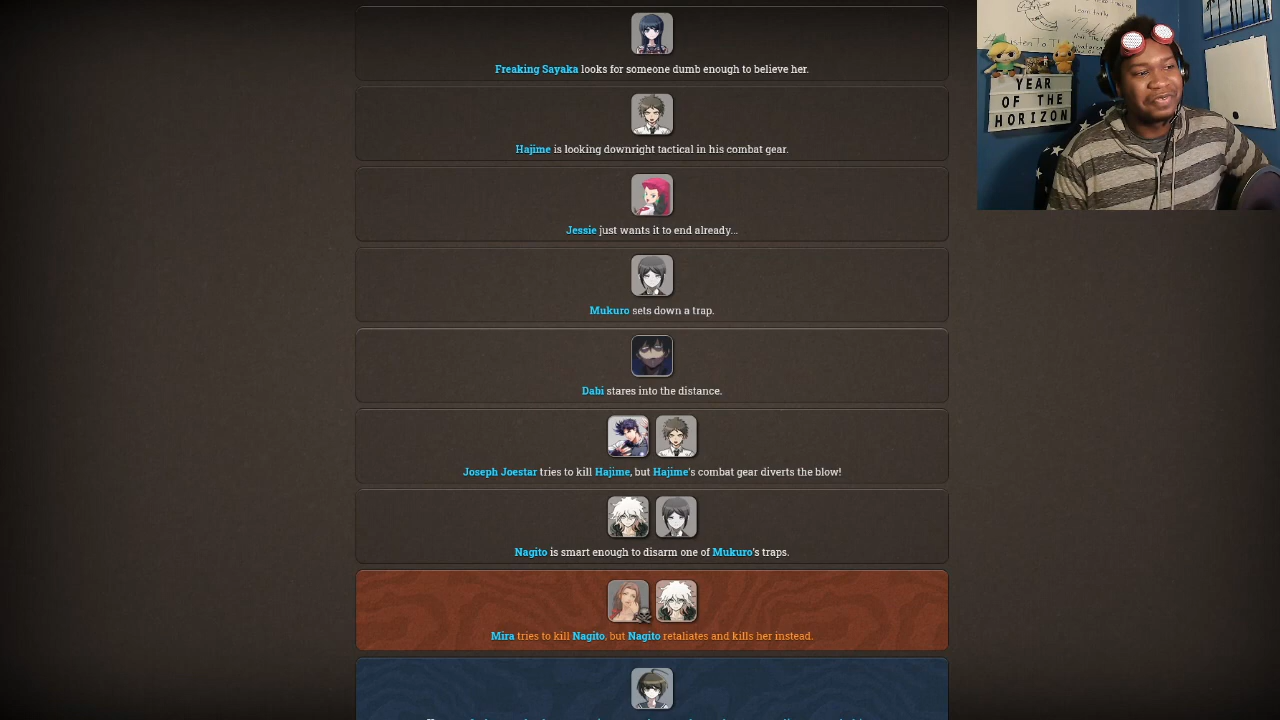 Freaking Sayaka looks for someone dumb enough to believe her.
Hajime is looking downright tactical in his combat gear.
Jessie just wants it to end already...
Mukuro sets down a trap.
Dabi stares into the distance.
Joseph Joestar tries to kill Hajime, but Hajime's combat gear diverts the blow!
Nagito is smart enough to disarm one of Mukuro's traps.
Mira tries to kill Nagito, but Nagito retaliates and kills her instead.
YEAR
OF THE
HORIZON